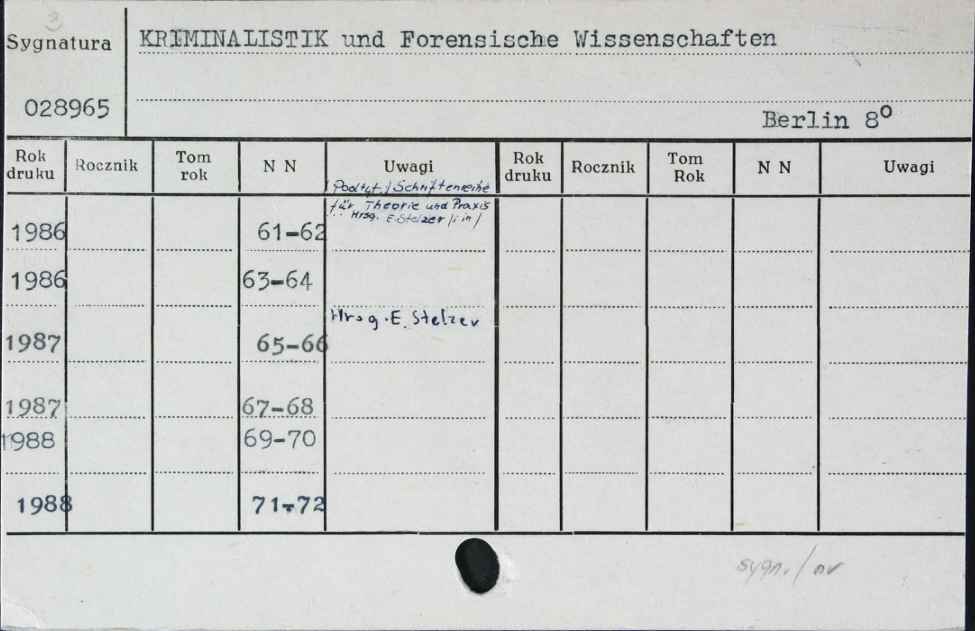 3
Sygnatura
KRIMINALISTIK und Forensische Wissenschaften
028965
Berlin 8°
Rok druku Rocznik Tom rok N N Uwagi Rok druku Rocznik Tom Rok N N Uwagi
Podtyt./Schriftenreihe
für Theorie und Praxis
Hrsg. E. Stelzer /i in/
1986 61-62
1986 63-64
Hrsg. E. Stelzer
1987 65-66
1987 67-68
1988 69-70
1988 71-72
sygn./nr